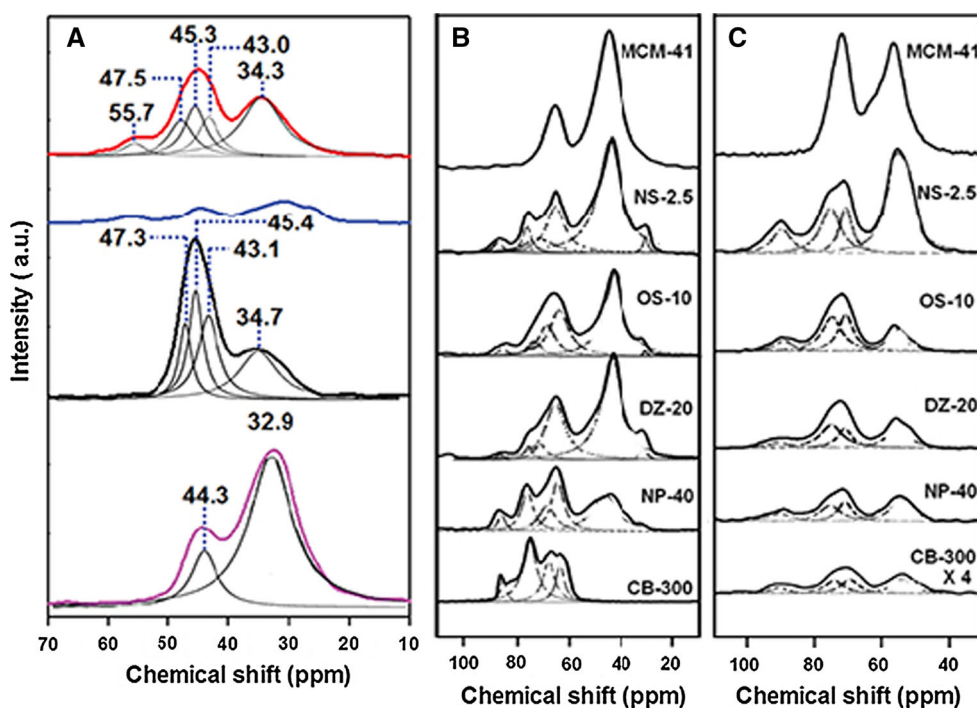 A
45.3
43.0
47.5
34.3
55.7
45.4
47.3
43.1
34.7
32.9
44.3
Intensity ( a.u.)
70 60 50 40 30 20 10
Chemical shift (ppm)
B
MCM-41
NS-2.5
OS-10
DZ-20
NP-40
CB-300
100 80 60 40
Chemical shift (ppm)
C
MCM-41
NS-2.5
OS-10
DZ-20
NP-40
CB-300
X 4
100 80 60 40
Chemical shift (ppm)